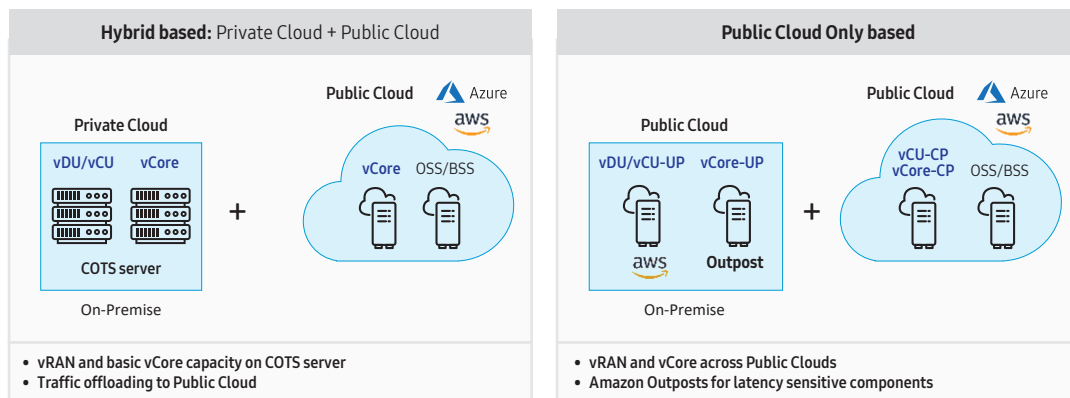 Hybrid based: Private Cloud + Public Cloud
Public Cloud
Azure
aws
Private Cloud
vDU/vCU
vCore
COTS server
On-Premise
+
vCore
OSS/BSS
• vRAN and basic vCore capacity on COTS server
• Traffic offloading to Public Cloud
Public Cloud Only based
Public Cloud
Azure
aws
Public Cloud
vDU/vCU-UP
vCore-UP
aws
Outpost
On-Premise
+
vCU-CP
vCore-CP
OSS/BSS
• vRAN and vCore across Public Clouds
• Amazon Outposts for latency sensitive components